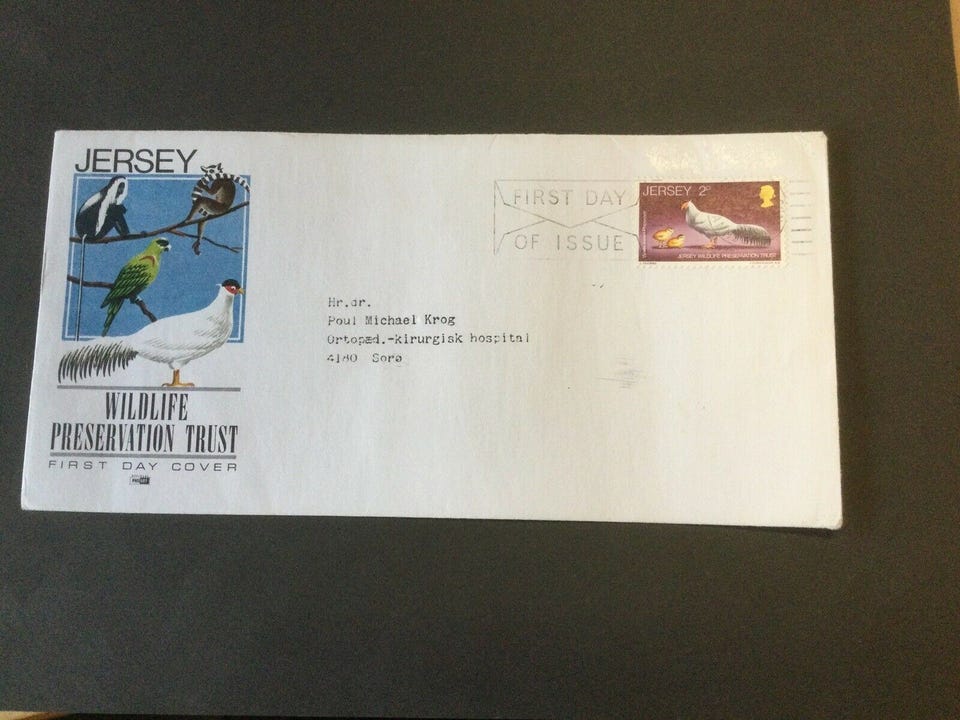 JERSEY
WILDLIFE
PRESERVATION TRUST
FIRST DAY COVER
FIRST DAY
OF ISSUE
JERSEY 2p
JERSEY WILDLIFE PRESERVATION TRUST
Hr.dr.
Poul Michael Krog
Ortopæd.-kirurgisk hospital
4180 Sorø